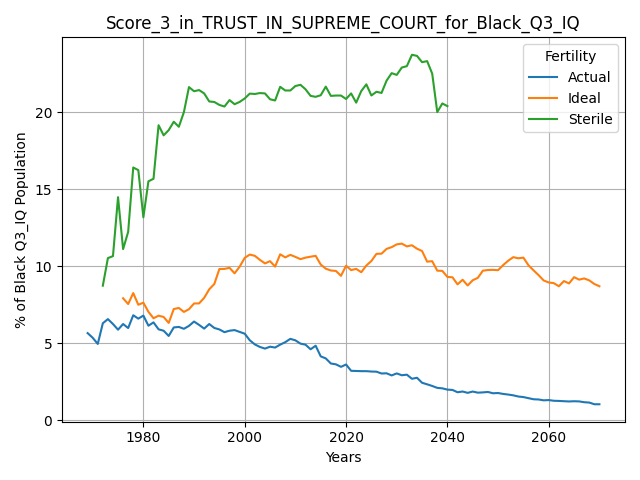 Score_3_in_TRUST_IN_SUPREME_COURT_for_Black_Q3_IQ
Fertility
Actual
Ideal
Sterile
% of Black Q3_IQ Population
20
15
10
5
0
1980
2000
2020
2040
2060
Years